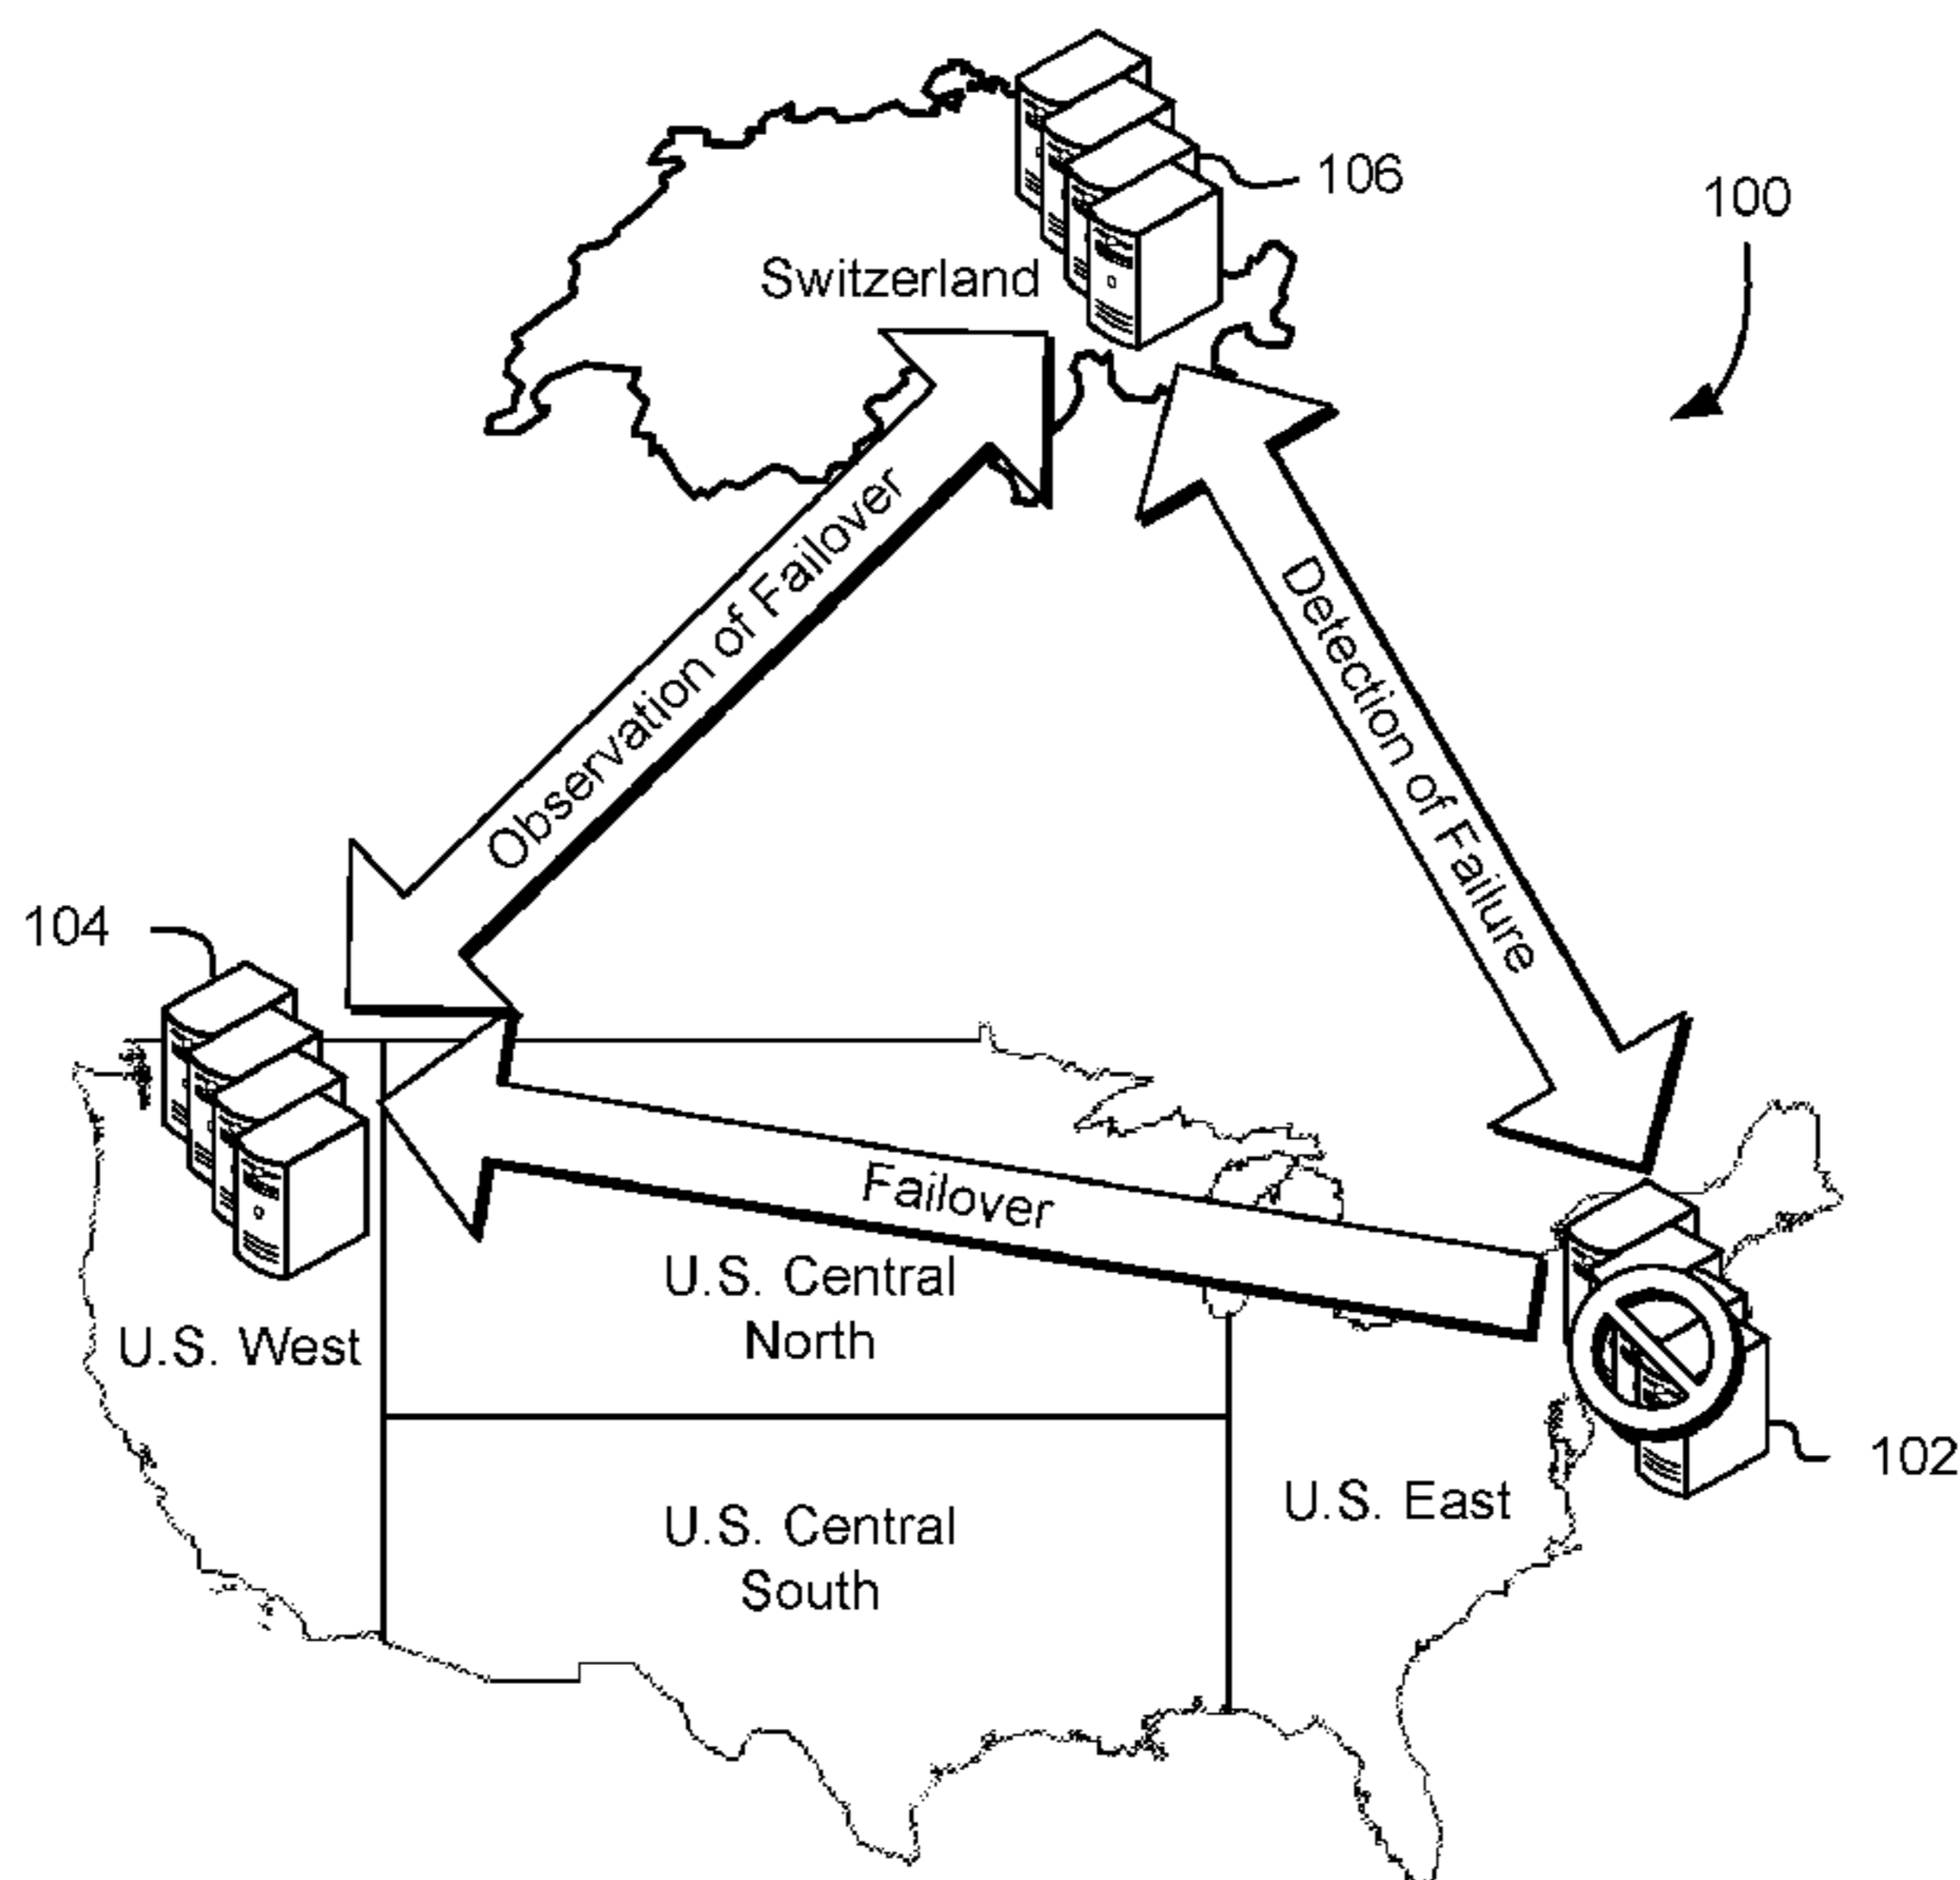 106
100
Switzerland
Observation of Failover
Detection of Failure
104
Failover
U.S. Central
North
U.S. West
102
U.S. East
U.S. Central
South